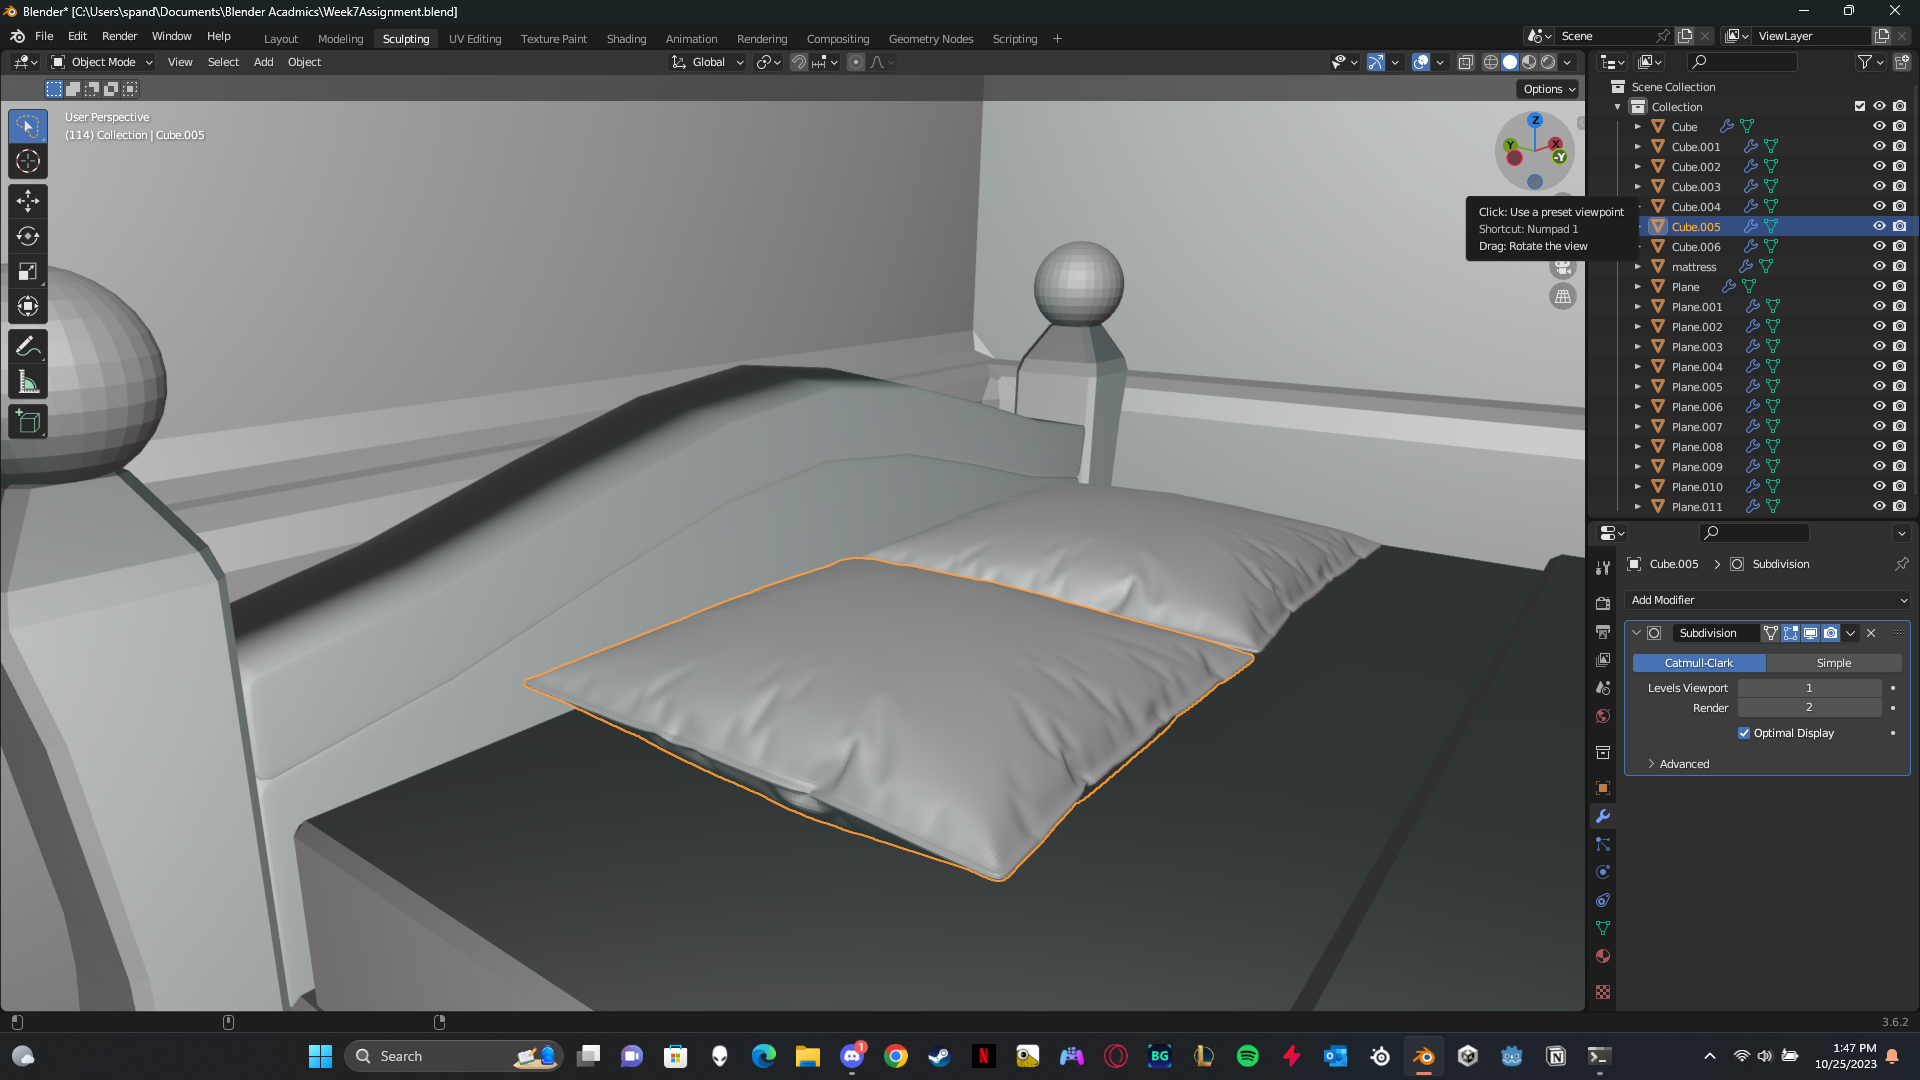 Blender* [C:\Users\spand\Documents\Blender Acadmics\Week7Assignment.blend]
File Edit Render Window Help
Layout Modeling Sculpting UV Editing Texture Paint Shading Animation Rendering Compositing Geometry Nodes Scripting +
Scene
ViewLayer
Object Mode View Select Add Object
Global
Options
User Perspective
(114) Collection | Cube.005
Z
Y
X
-Y
Click: Use a preset viewpoint
Shortcut: Numpad 1
Drag: Rotate the view
Scene Collection
Collection
Cube
Cube.001
Cube.002
Cube.003
Cube.004
Cube.005
Cube.006
mattress
Plane
Plane.001
Plane.002
Plane.003
Plane.004
Plane.005
Plane.006
Plane.007
Plane.008
Plane.009
Plane.010
Plane.011
Cube.005 > Subdivision
Add Modifier
Subdivision
Catmull-Clark Simple
Levels Viewport 1
Render 2
Optimal Display
Advanced
3.6.2
Search
1
N
BG
1:47 PM
10/25/2023